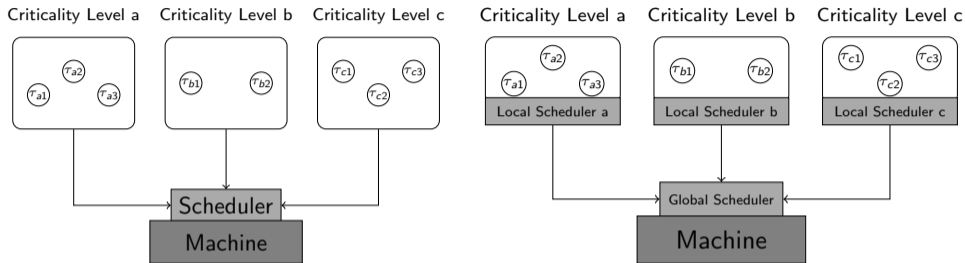 Criticality Level a
Criticality Level b
Criticality Level c
τa2
τa1
τa3
τb1
τb2
τc1
τc3
τc2
Scheduler
Machine
Criticality Level a
Criticality Level b
Criticality Level c
τa2
τa1
τa3
τb1
τb2
τc1
τc3
τc2
Local Scheduler a
Local Scheduler b
Local Scheduler c
Global Scheduler
Machine